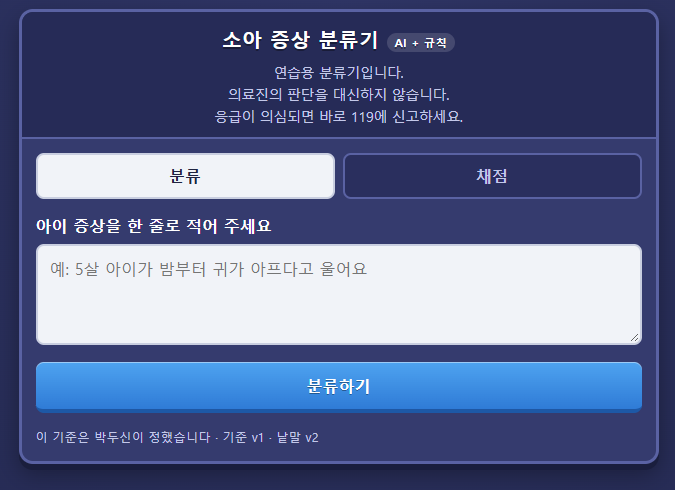 소아 증상 분류기 AI + 규칙
연습용 분류기입니다.
의료진의 판단을 대신하지 않습니다.
응급이 의심되면 바로 119에 신고하세요.
분류
채점
아이 증상을 한 줄로 적어 주세요
예: 5살 아이가 밤부터 귀가 아프다고 울어요
분류하기
이 기준은 박두신이 정했습니다 · 기준 v1 · 낱말 v2